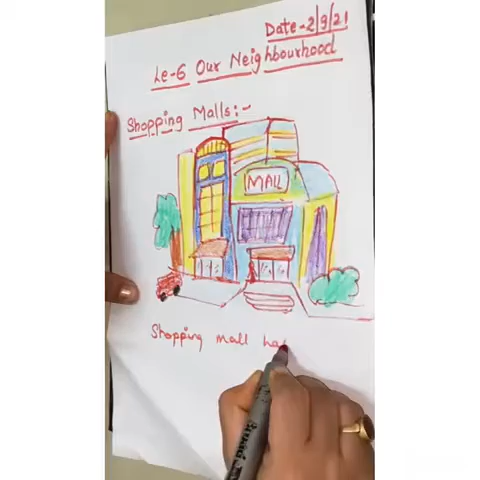 Date-2/9/21
Le-6 Our Neighbourhood
Shopping Malls:-
MALL
Shopping mall ha